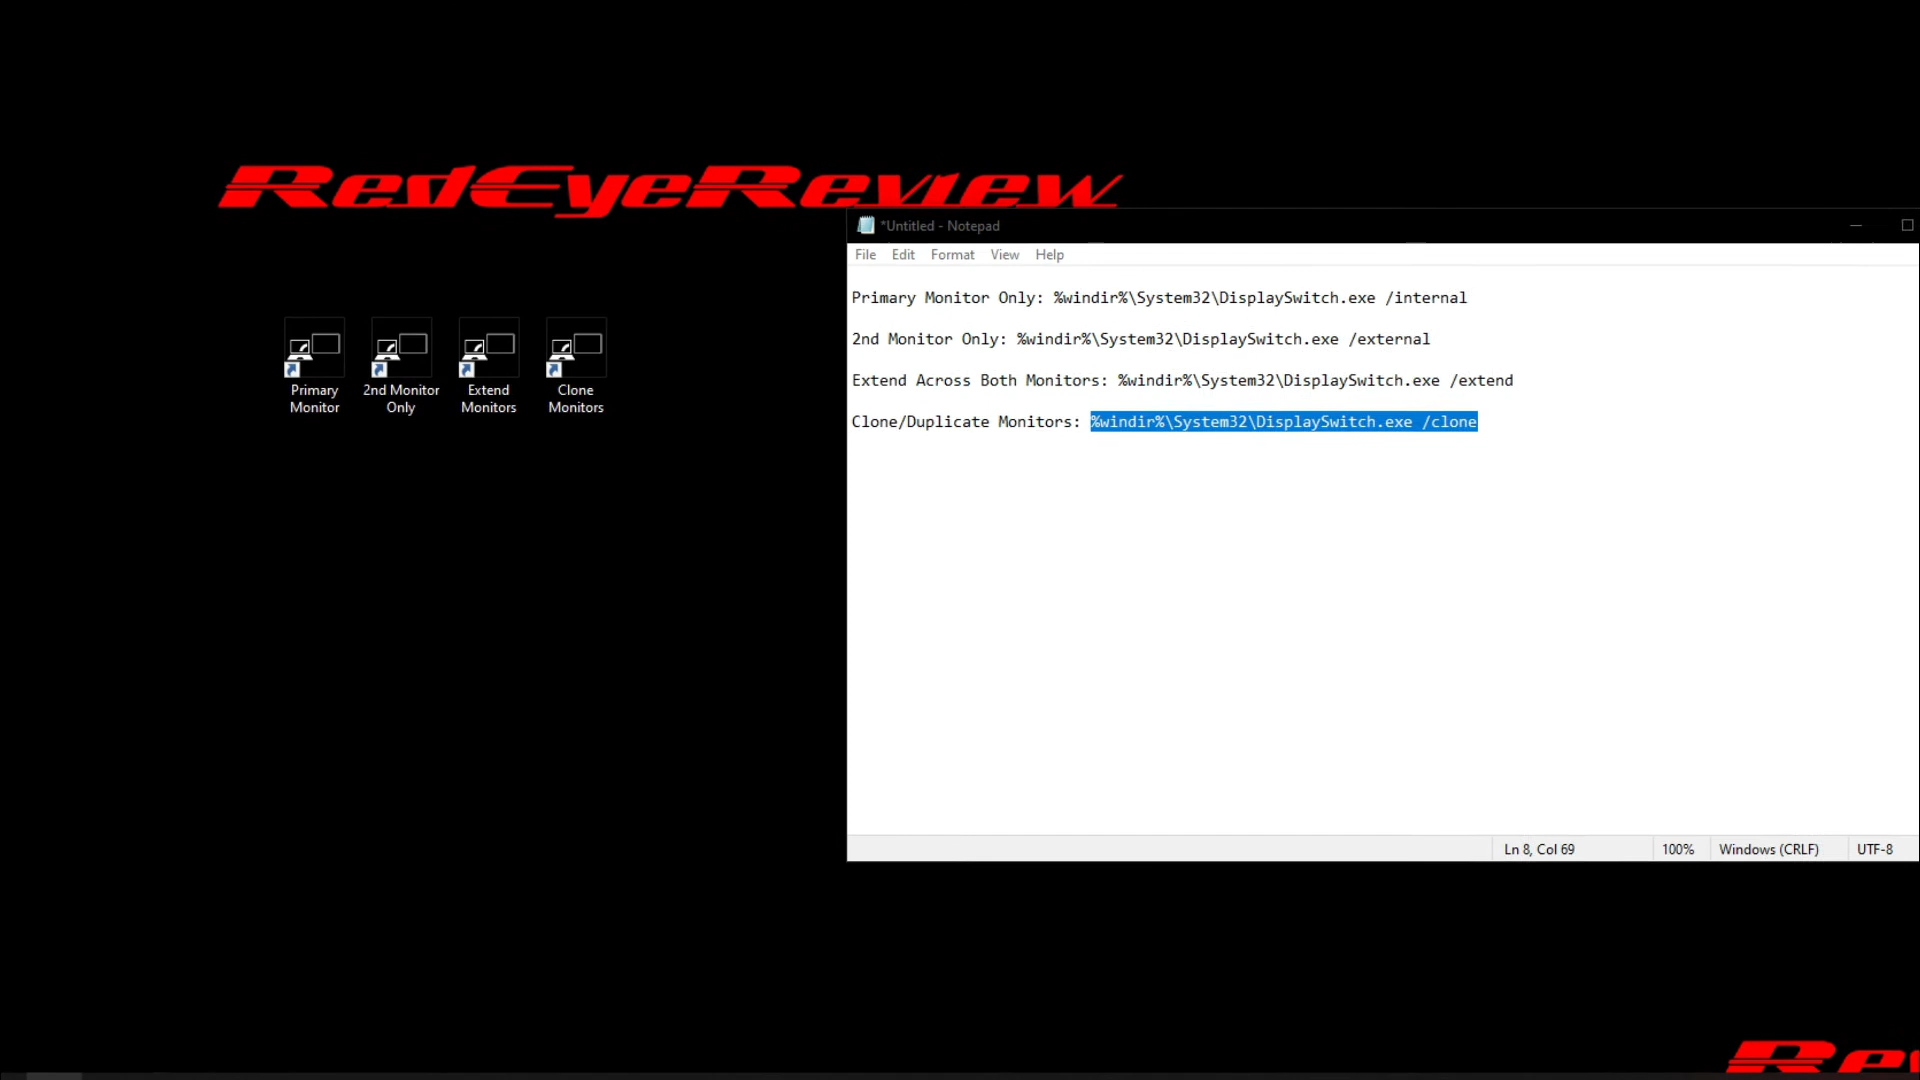 RedEyeReview
*Untitled - Notepad
File Edit Format View Help
Primary Monitor Only: %windir%\System32\DisplaySwitch.exe /internal
2nd Monitor Only: %windir%\System32\DisplaySwitch.exe /external
Extend Across Both Monitors: %windir%\System32\DisplaySwitch.exe /extend
Clone/Duplicate Monitors: %windir%\System32\DisplaySwitch.exe /clone
Primary
Monitor
2nd Monitor
Only
Extend
Monitors
Clone
Monitors
Ln 8, Col 69
100%
Windows (CRLF)
UTF-8
Re